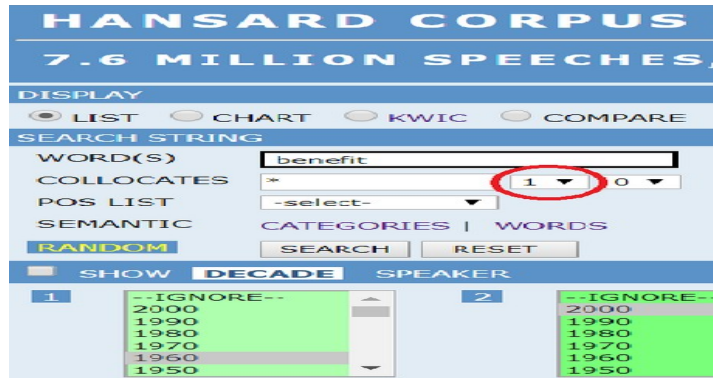 HANSARD CORPUS
7.6 MILLION SPEECHES,
DISPLAY
LIST CHART KWIC COMPARE
SEARCH STRING
WORD(S) benefit
COLLOCATES * 1 0
POS LIST -select-
SEMANTIC CATEGORIES | WORDS
RANDOM SEARCH RESET
SHOW DECADE SPEAKER
1 --IGNORE-- 2 --IGNORE-
2000 2000
1990 1990
1980 1980
1970 1970
1960 1960
1950 1950